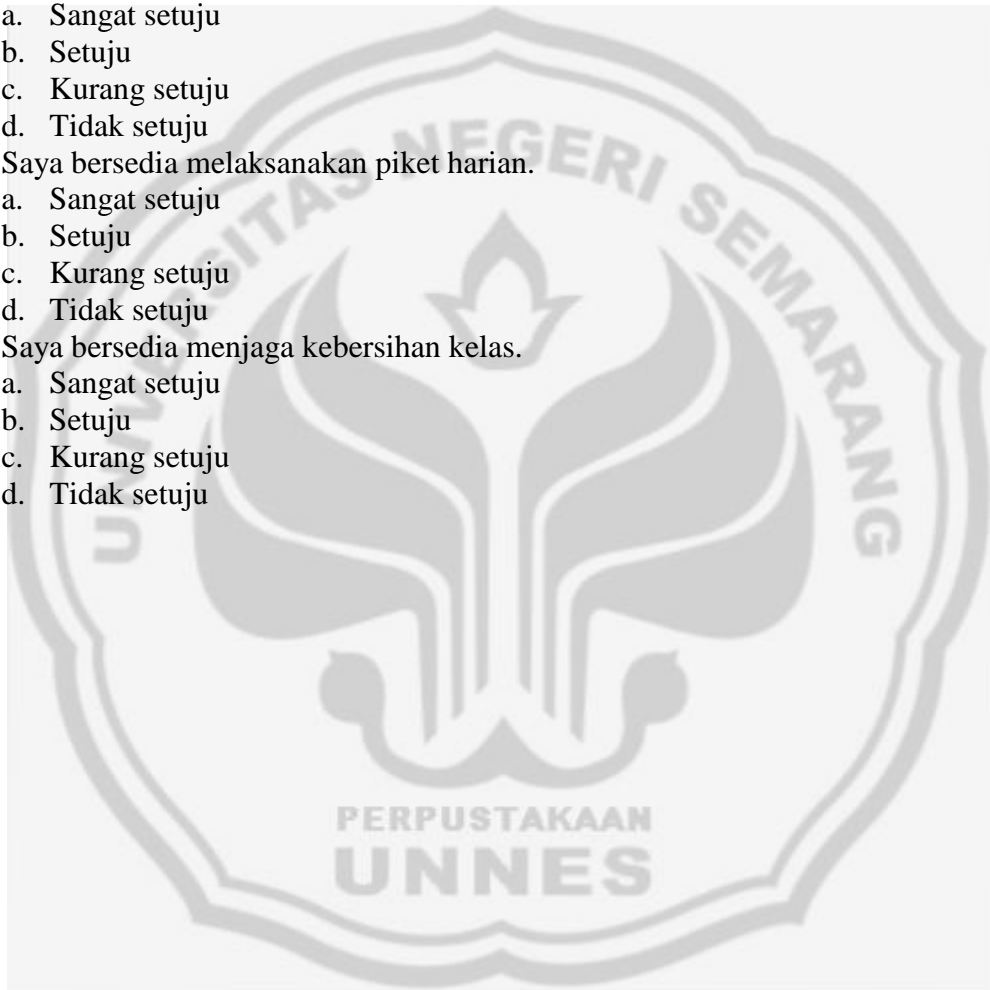 a. Sangat setuju
b. Setuju
c. Kurang setuju
d. Tidak setuju
Saya bersedia melaksanakan piket harian.
a. Sangat setuju
b. Setuju
c. Kurang setuju
d. Tidak setuju
Saya bersedia menjaga kebersihan kelas.
a. Sangat setuju
b. Setuju
c. Kurang setuju
d. Tidak setuju
UNIVERSITAS NEGERI SEMARANG
PERPUSTAKAAN
UNNES